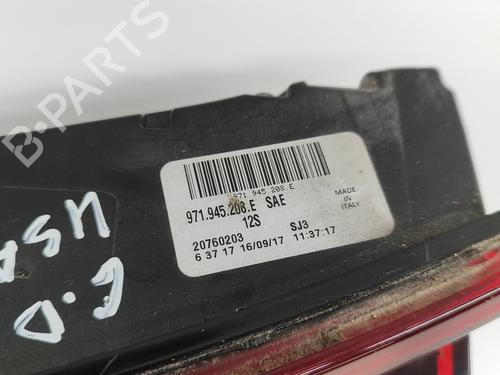 B-PARTS
971.945.208.E
971.945.208.E SAE
12S
MADE
IN
ITALY
20760203 SJ3
6 37 17 16/09/17 11:37:17
USA
G.D